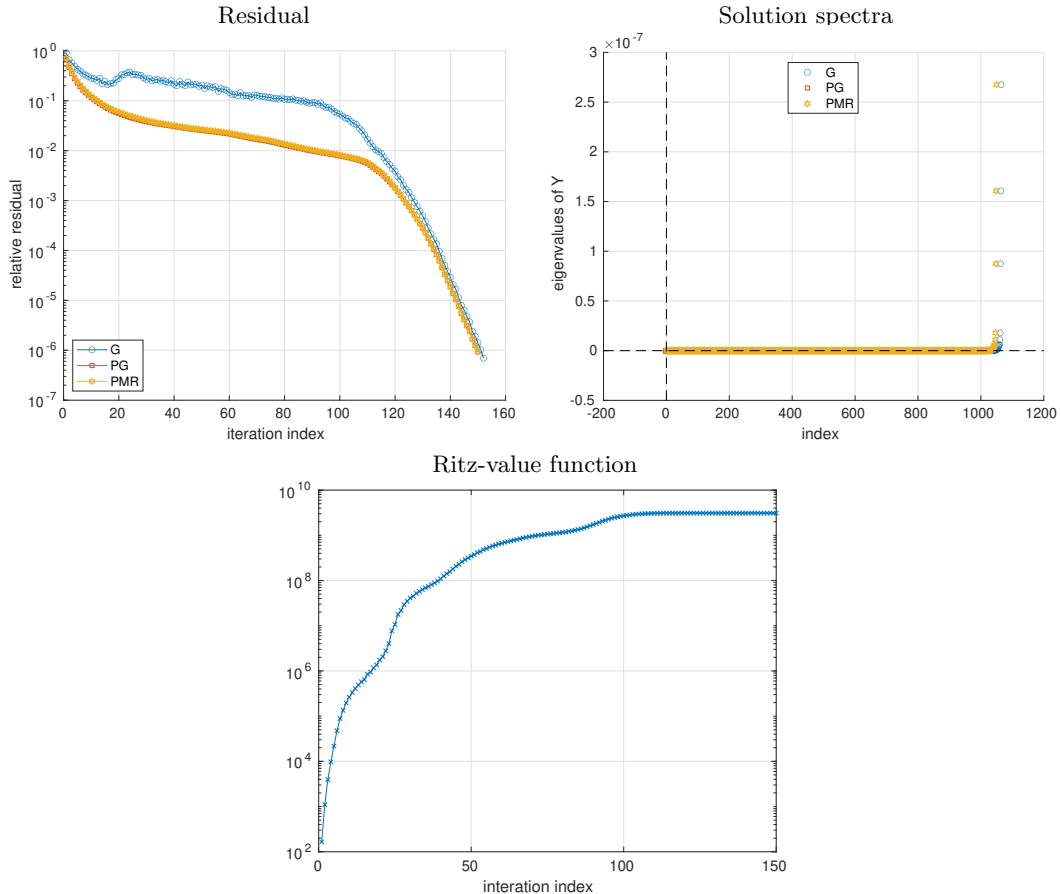 Residual
10^0
10^-1
10^-2
10^-3
10^-4
10^-5
10^-6
10^-7
relative residual
G
PG
PMR
0 20 40 60 80 100 120 140 160
iteration index
Solution spectra
×10^-7
3
2.5
2
1.5
1
0.5
0
-0.5
eigenvalues of Y
G
PG
PMR
-200 0 200 400 600 800 1000 1200
index
Ritz-value function
10^10
10^8
10^6
10^4
10^2
0 50 100 150
interation index